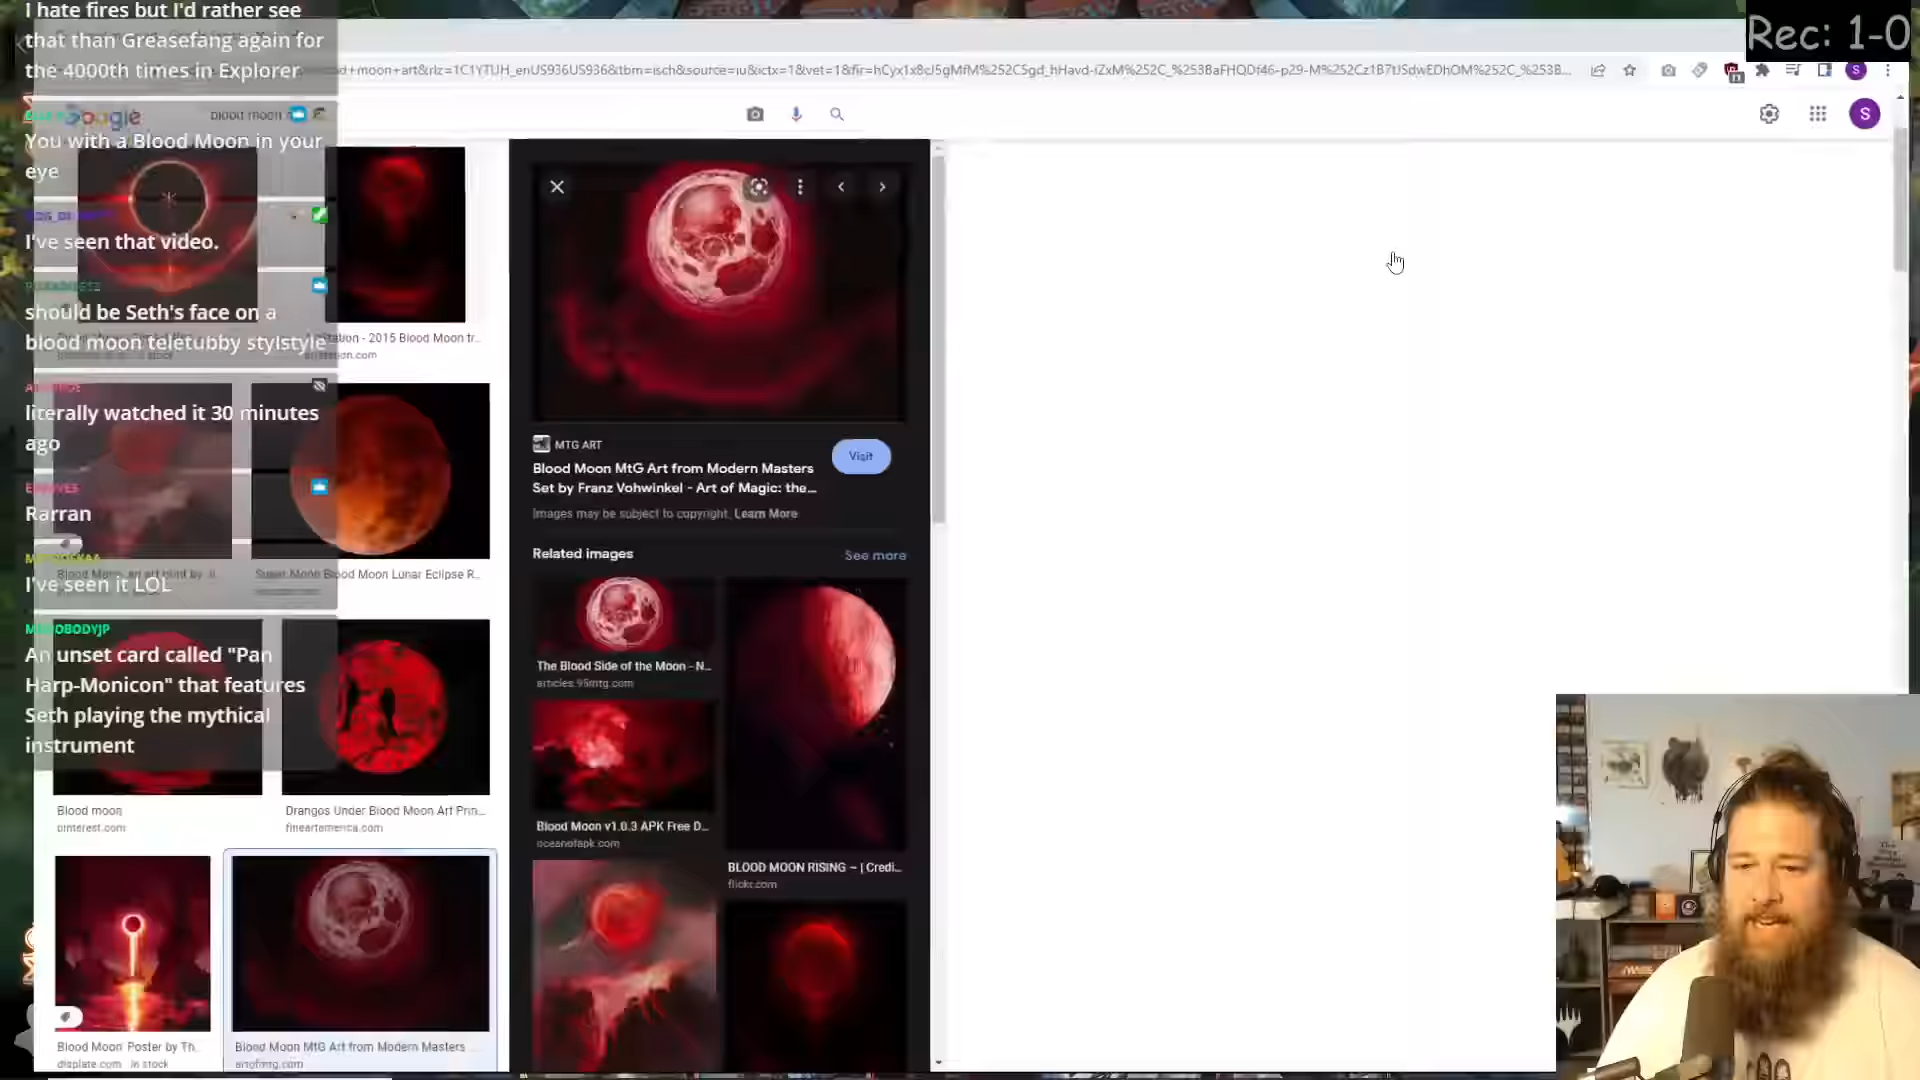 I hate fires but I'd rather see
that than Greasefang again for
the 4000th times in Explorer
You with a Blood Moon in your
eye
I've seen that video.
should be Seth's face on a
blood moon teletubby stylstyle
literally watched it 30 minutes
ago
Rarran
I've seen it LOL
An unset card called "Pan
Harp-Monicon" that features
Seth playing the mythical
instrument
Rec: 1-0
Google
blood moon
S
S
MTG ART
Visit
Blood Moon MtG Art from Modern Masters
Set by Franz Vohwinkel - Art of Magic: the...
Images may be subject to copyright. Learn More
Related images
See more
The Blood Side of the Moon - N...
articles.95mtg.com
Blood Moon v1.0.3 APK Free D...
oceanofapk.com
BLOOD MOON RISING ~ | Credi...
flickr.com
- 2015 Blood Moon tr...
Super Moon Blood Moon Lunar Eclipse R...
Blood moon
pinterest.com
Drangos Under Blood Moon Art Prin...
fineartamerica.com
Blood Moon' Poster by Th...
displate.com · In stock
Blood Moon MtG Art from Modern Masters ...
artofmtg.com